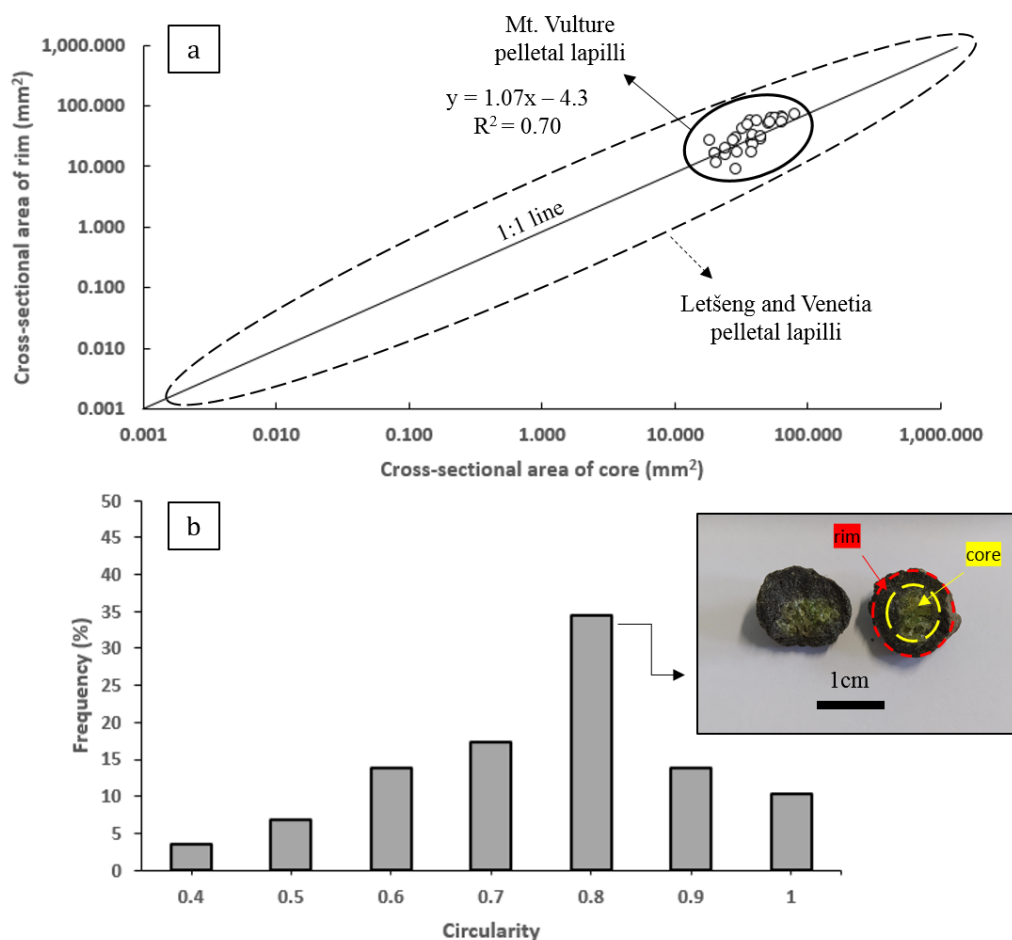 a
Mt. Vulture
pelletal lapilli
y = 1.07x – 4.3
R² = 0.70
1:1 line
Letšeng and Venetia
pelletal lapilli
Cross-sectional area of rim (mm²)
1,000.000
100.000
10.000
1.000
0.100
0.010
0.001
0.001
0.010
0.100
1.000
10.000
100.000
1,000.000
Cross-sectional area of core (mm²)
b
Frequency (%)
50
45
40
35
30
25
20
15
10
5
0
0.4
0.5
0.6
0.7
0.8
0.9
1
Circularity
rim
core
1cm